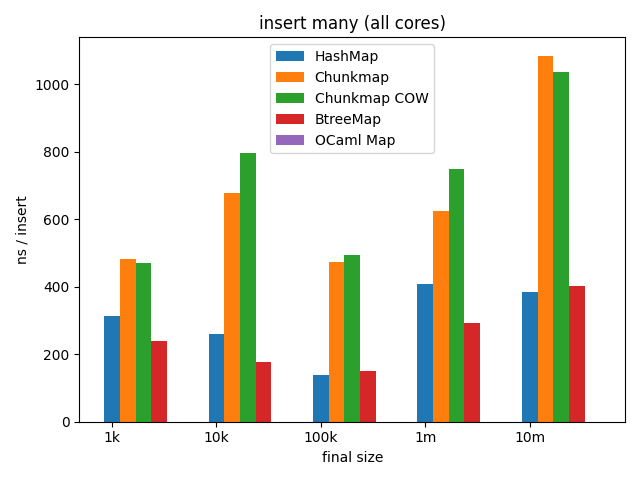 insert many (all cores)
HashMap
Chunkmap
Chunkmap COW
BtreeMap
OCaml Map
ns / insert
1000
800
600
400
200
0
1k 10k 100k 1m 10m
final size